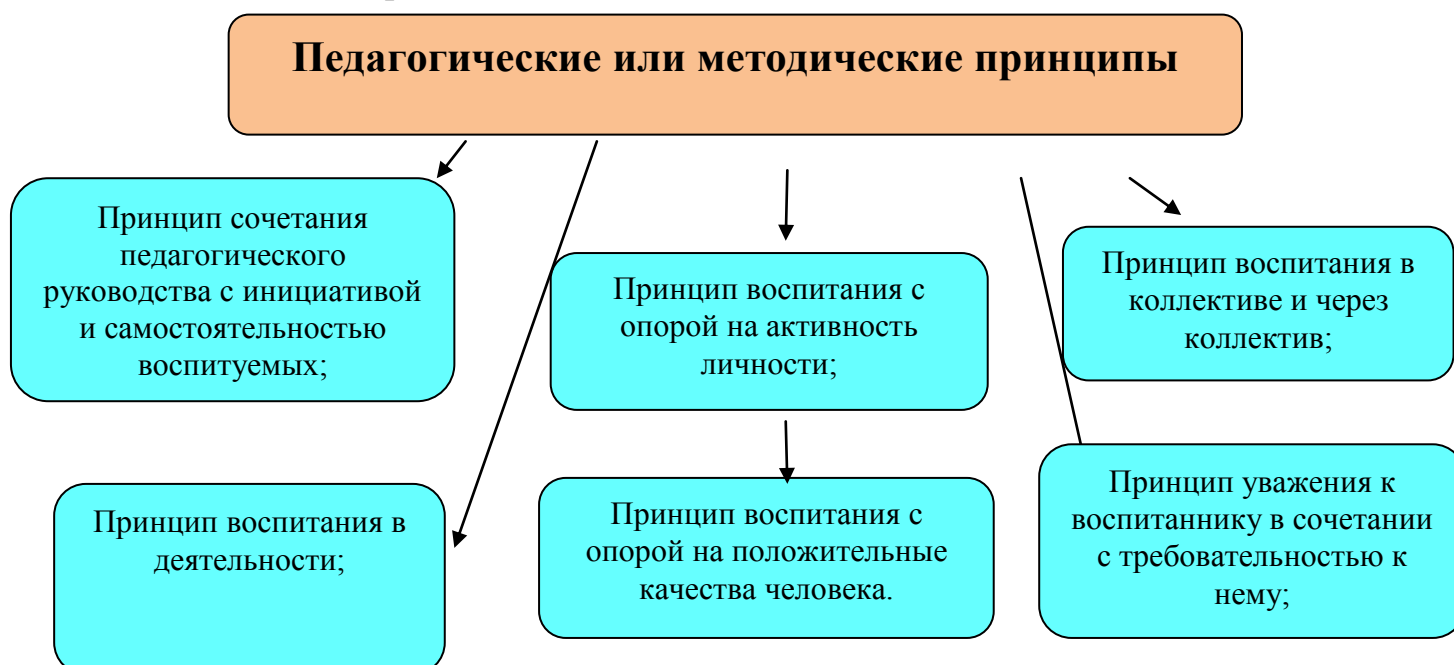 Педагогические или методические принципы
Принцип сочетания
педагогического
руководства с инициативой
и самостоятельностью
воспитуемых;
Принцип воспитания с
опорой на активность
личности;
Принцип воспитания в
коллективе и через
коллектив;
Принцип воспитания в
деятельности;
Принцип воспитания с
опорой на положительные
качества человека.
Принцип уважения к
воспитаннику в сочетании
с требовательностью к
нему;